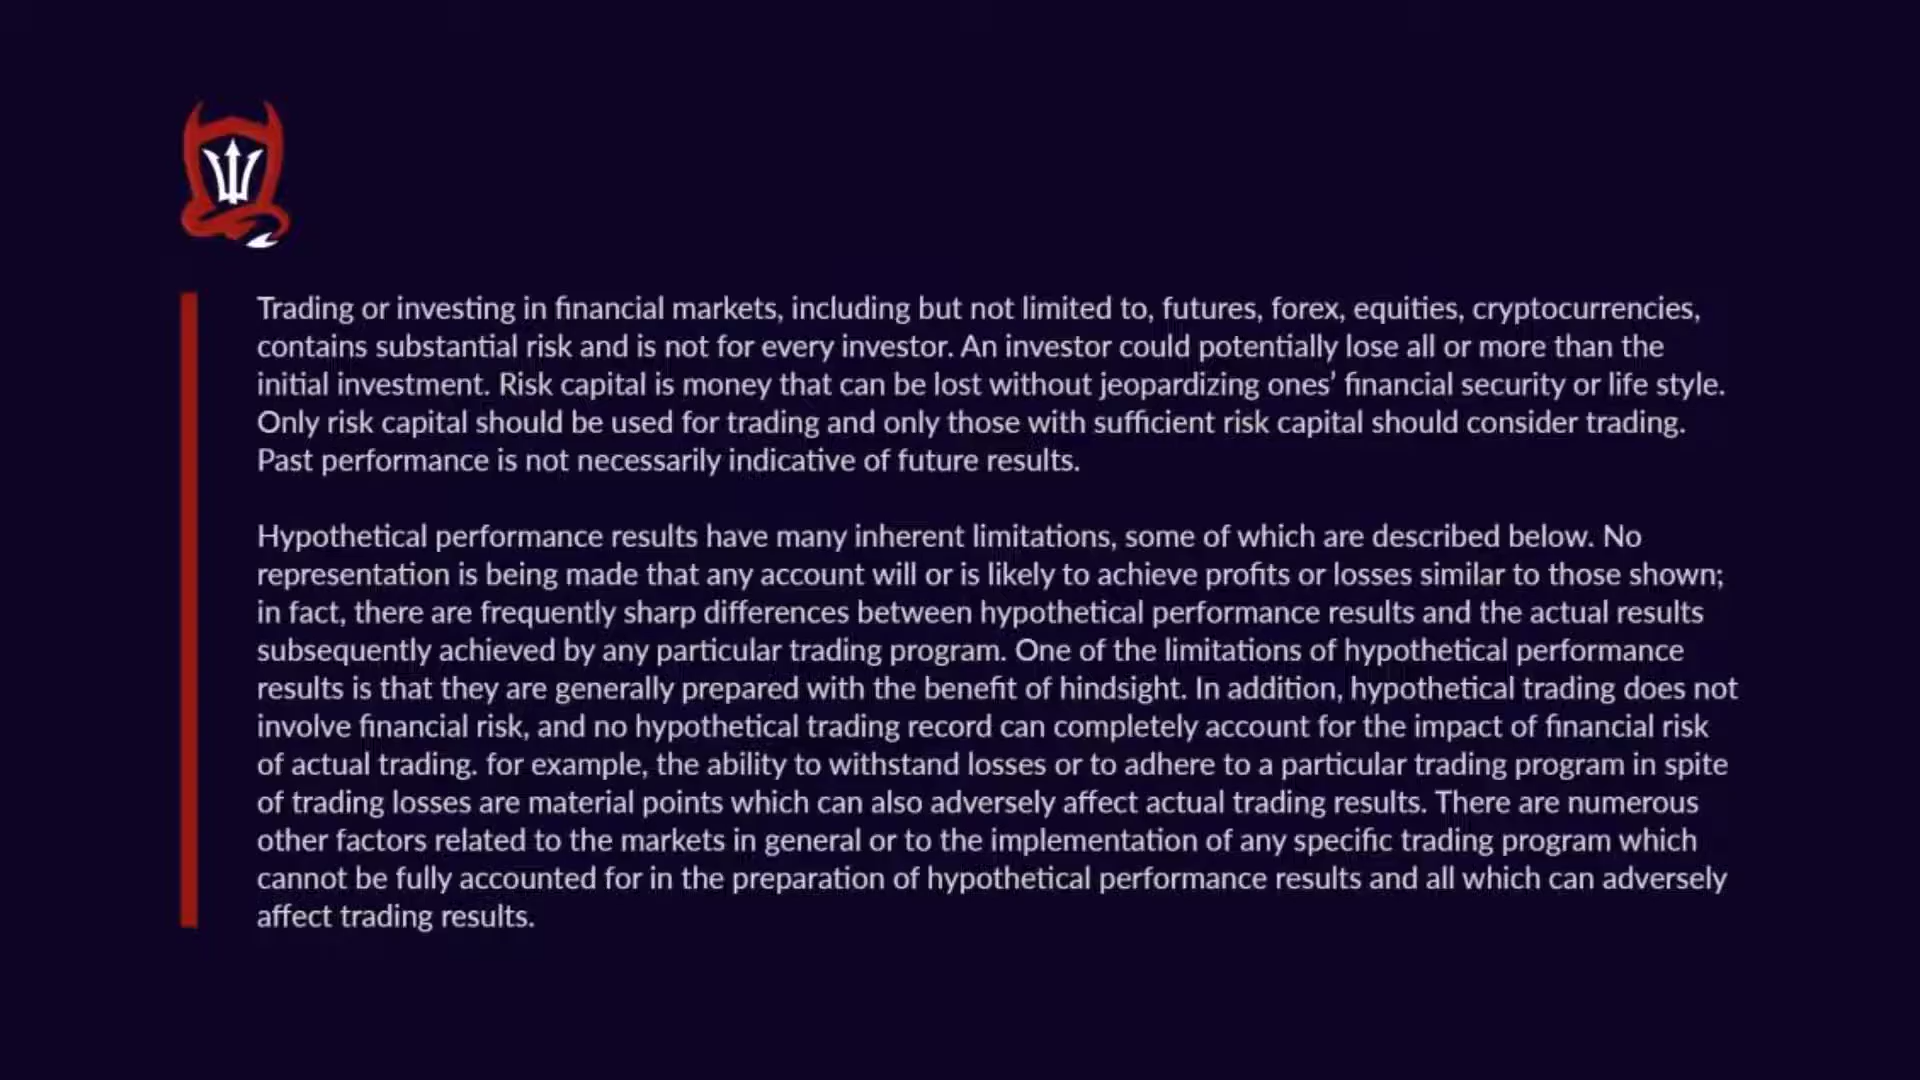 Trading or investing in financial markets, including but not limited to, futures, forex, equities, cryptocurrencies,
contains substantial risk and is not for every investor. An investor could potentially lose all or more than the
initial investment. Risk capital is money that can be lost without jeopardizing ones’ financial security or life style.
Only risk capital should be used for trading and only those with sufficient risk capital should consider trading.
Past performance is not necessarily indicative of future results.
Hypothetical performance results have many inherent limitations, some of which are described below. No
representation is being made that any account will or is likely to achieve profits or losses similar to those shown;
in fact, there are frequently sharp differences between hypothetical performance results and the actual results
subsequently achieved by any particular trading program. One of the limitations of hypothetical performance
results is that they are generally prepared with the benefit of hindsight. In addition, hypothetical trading does not
involve financial risk, and no hypothetical trading record can completely account for the impact of financial risk
of actual trading. for example, the ability to withstand losses or to adhere to a particular trading program in spite
of trading losses are material points which can also adversely affect actual trading results. There are numerous
other factors related to the markets in general or to the implementation of any specific trading program which
cannot be fully accounted for in the preparation of hypothetical performance results and all which can adversely
affect trading results.